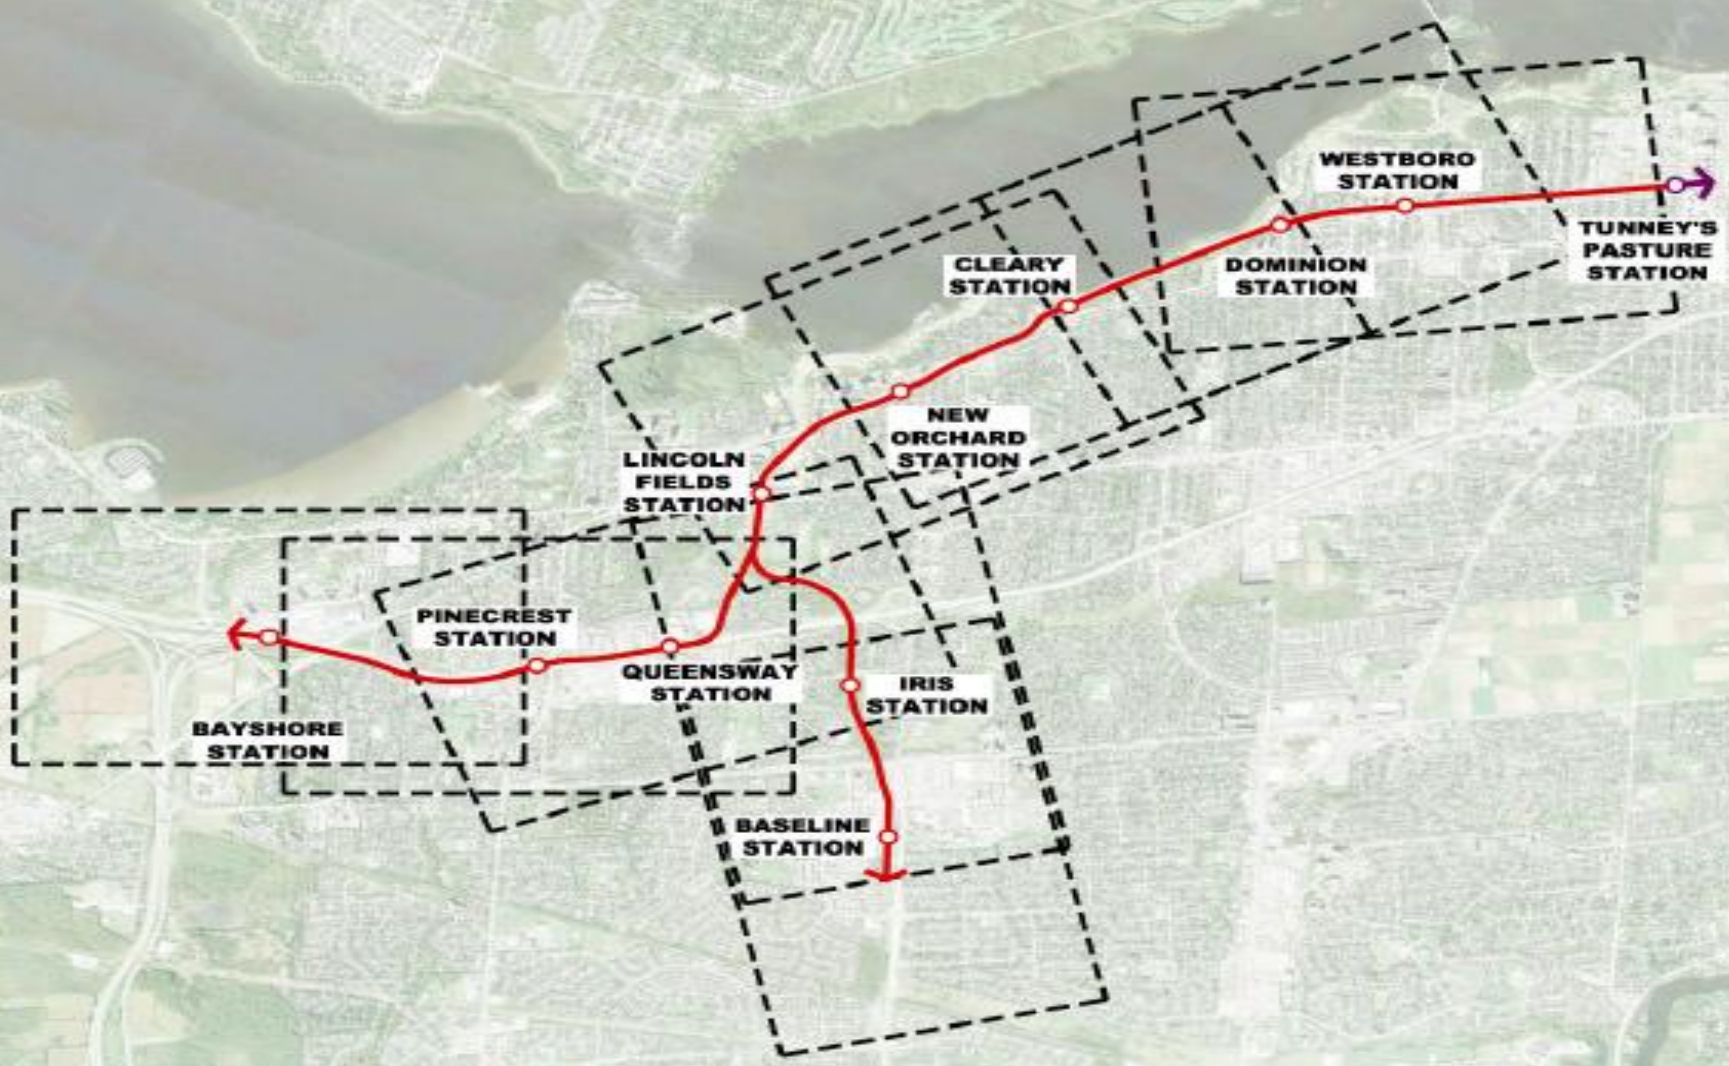 WESTBORO
STATION
TUNNEY'S
PASTURE
STATION
CLEARY
STATION
DOMINION
STATION
NEW
ORCHARD
STATION
LINCOLN
FIELDS
STATION
PINECREST
STATION
QUEENSWAY
STATION
IRIS
STATION
BAYSHORE
STATION
BASELINE
STATION